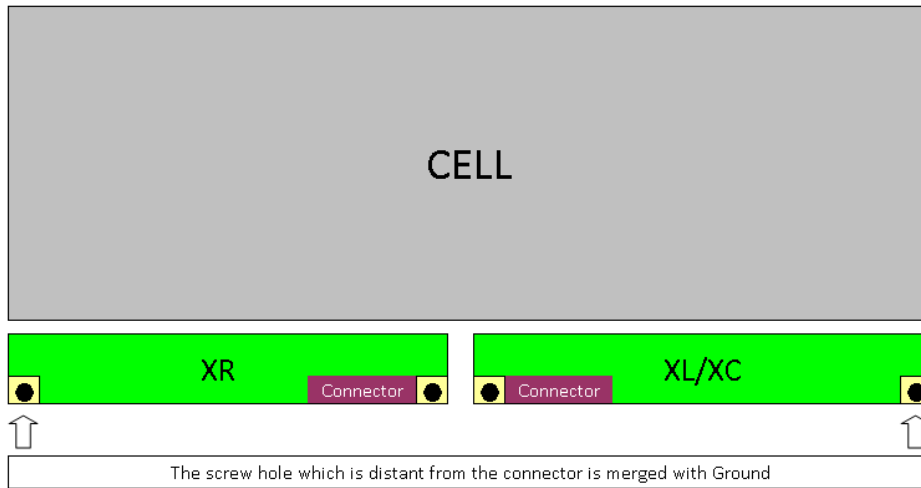 CELL
XR
XL/XC
Connector
Connector
The screw hole which is distant from the connector is merged with Ground